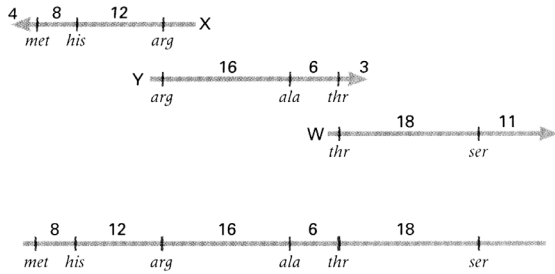 4 8 12 X
met his arg
Y 16 6 3
arg ala thr
W 18 11
thr ser
8 12 16 6 18
met his arg ala thr ser